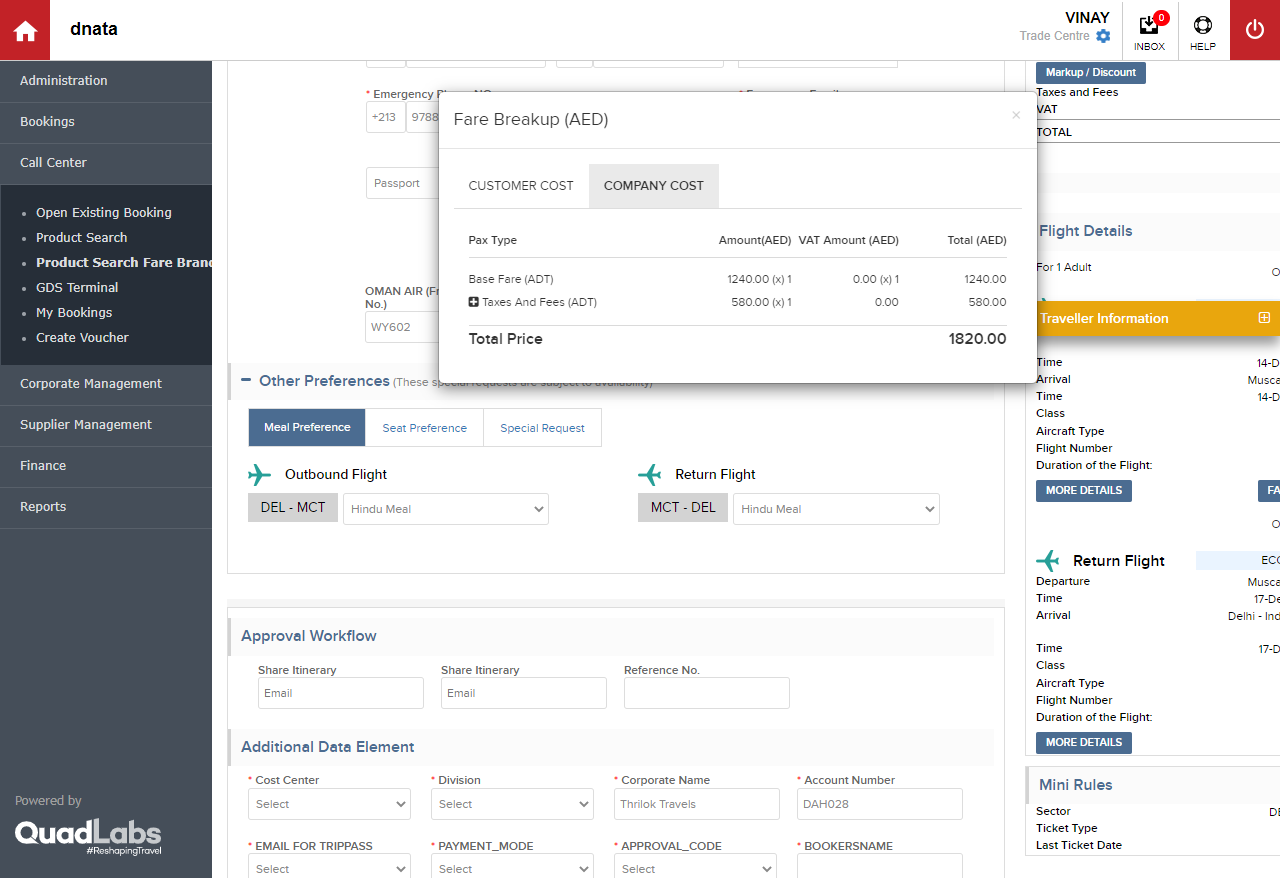 dnata
VINAY
Trade Centre
0
INBOX
HELP
Administration
Bookings
Call Center
Open Existing Booking
Product Search
Product Search Fare Brand
GDS Terminal
My Bookings
Create Voucher
Corporate Management
Supplier Management
Finance
Reports
Powered by
QuadLabs
#ReshapingTravel
* Emergency
+213
9788
Passport
OMAN AIR (Fr
No.)
WY602
Fare Breakup (AED)
×
CUSTOMER COST
COMPANY COST
Pax Type Amount(AED) VAT Amount (AED) Total (AED)
Base Fare (ADT) 1240.00 (x) 1 0.00 (x) 1 1240.00
Taxes And Fees (ADT) 580.00 (x) 1 0.00 580.00
Total Price 1820.00
Other Preferences (These special requests are subject to availability)
Meal Preference
Seat Preference
Special Request
Outbound Flight
DEL - MCT
Hindu Meal
Return Flight
MCT - DEL
Hindu Meal
Approval Workflow
Share Itinerary
Email
Share Itinerary
Email
Reference No.
Additional Data Element
* Cost Center
Select
* Division
Select
* Corporate Name
Thrilok Travels
* Account Number
DAH028
* EMAIL FOR TRIPPASS
Select
* PAYMENT_MODE
Select
* APPROVAL_CODE
Select
* BOOKERSNAME
Markup / Discount
Taxes and Fees
VAT
TOTAL
Flight Details
For 1 Adult
O
Traveller Information
Time 14-D
Arrival Musca
Time 14-D
Class
Aircraft Type
Flight Number
Duration of the Flight:
MORE DETAILS
FA
O
Return Flight
ECO
Departure Musca
Time 17-De
Arrival Delhi - Ind
Time 17-D
Class
Aircraft Type
Flight Number
Duration of the Flight:
MORE DETAILS
Mini Rules
Sector DE
Ticket Type
Last Ticket Date